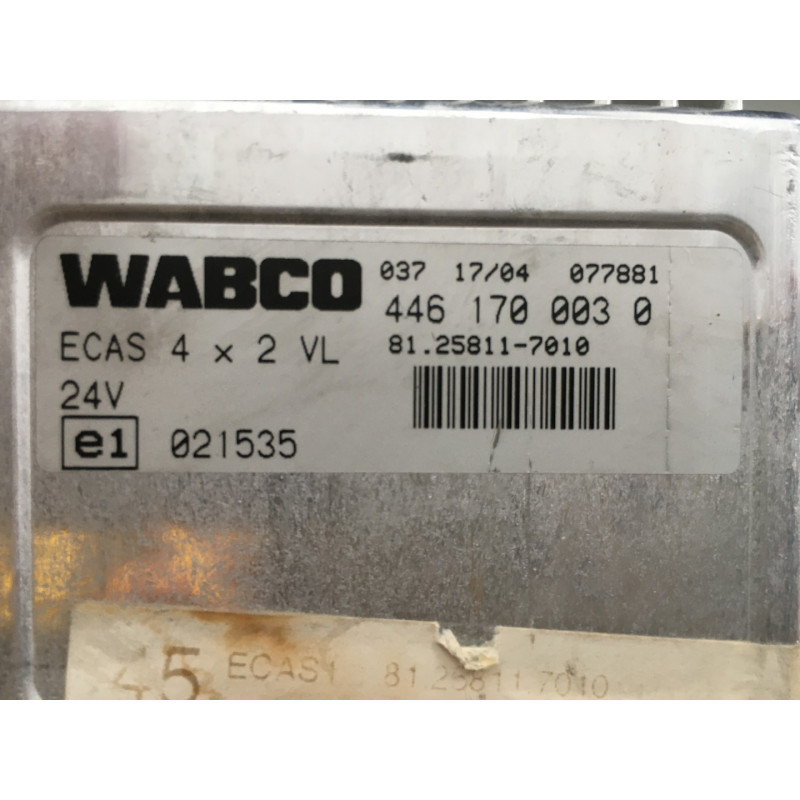 WABCO 037 17/04 077881
446 170 003 0
ECAS 4 x 2 VL 81.25811-7010
24V
e1 021535
45 ECAS1 81.25811.7010